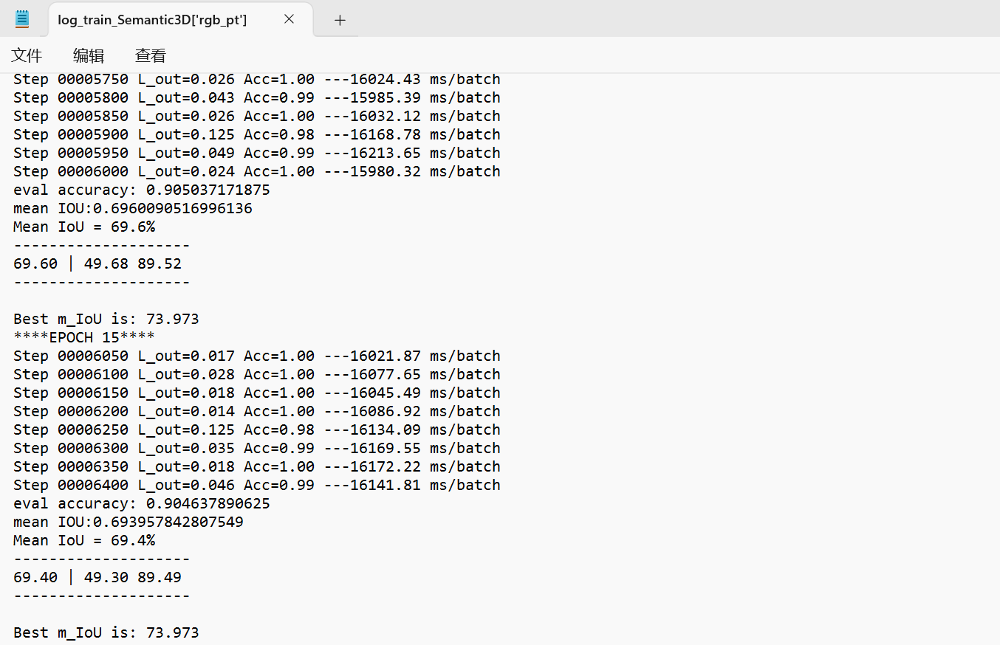 log_train_Semantic3D['rgb_pt']
文件 编辑 查看
Step 00005750 L_out=0.026 Acc=1.00 ---16024.43 ms/batch
Step 00005800 L_out=0.043 Acc=0.99 ---15985.39 ms/batch
Step 00005850 L_out=0.026 Acc=1.00 ---16032.12 ms/batch
Step 00005900 L_out=0.125 Acc=0.98 ---16168.78 ms/batch
Step 00005950 L_out=0.049 Acc=0.99 ---16213.65 ms/batch
Step 00006000 L_out=0.024 Acc=1.00 ---15980.32 ms/batch
eval accuracy: 0.905037171875
mean IOU:0.6960090516996136
Mean IoU = 69.6%
--------------------
69.60 | 49.68 89.52
--------------------
Best m_IoU is: 73.973
****EPOCH 15****
Step 00006050 L_out=0.017 Acc=1.00 ---16021.87 ms/batch
Step 00006100 L_out=0.028 Acc=1.00 ---16077.65 ms/batch
Step 00006150 L_out=0.018 Acc=1.00 ---16045.49 ms/batch
Step 00006200 L_out=0.014 Acc=1.00 ---16086.92 ms/batch
Step 00006250 L_out=0.125 Acc=0.98 ---16134.09 ms/batch
Step 00006300 L_out=0.035 Acc=0.99 ---16169.55 ms/batch
Step 00006350 L_out=0.018 Acc=1.00 ---16172.22 ms/batch
Step 00006400 L_out=0.046 Acc=0.99 ---16141.81 ms/batch
eval accuracy: 0.904637890625
mean IOU:0.693957842807549
Mean IoU = 69.4%
--------------------
69.40 | 49.30 89.49
--------------------
Best m_IoU is: 73.973